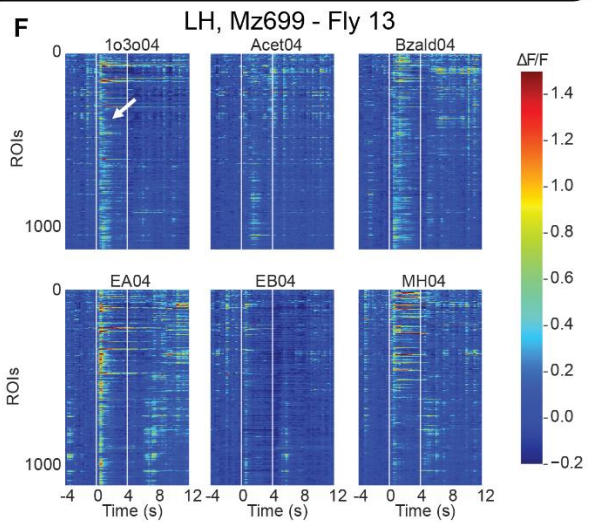 F
LH, Mz699 - Fly 13
1o3o04 Acet04 Bzald04
ΔF/F
0
ROIs
1000
EA04 EB04 MH04
0
ROIs
1000
-4 0 4 8 12 -4 0 4 8 12 -4 0 4 8 12
Time (s) Time (s) Time (s)
1.4
1.2
1.0
0.8
0.6
0.4
0.2
0.0
−0.2